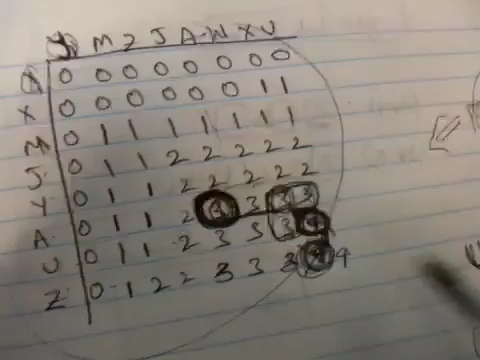 M Z J A W X U
0 0 0 0 0 0 0 0
X 0 0 0 0 0 0 1 1
M 0 1 1 1 1 1 1 1
J 0 1 1 2 2 2 2 2
Y 0 1 1 2 2 2 2 2
A 0 1 1 2 3 3 3 3
U 0 1 1 2 3 3 3 4
Z 0 1 2 2 3 3 3 4